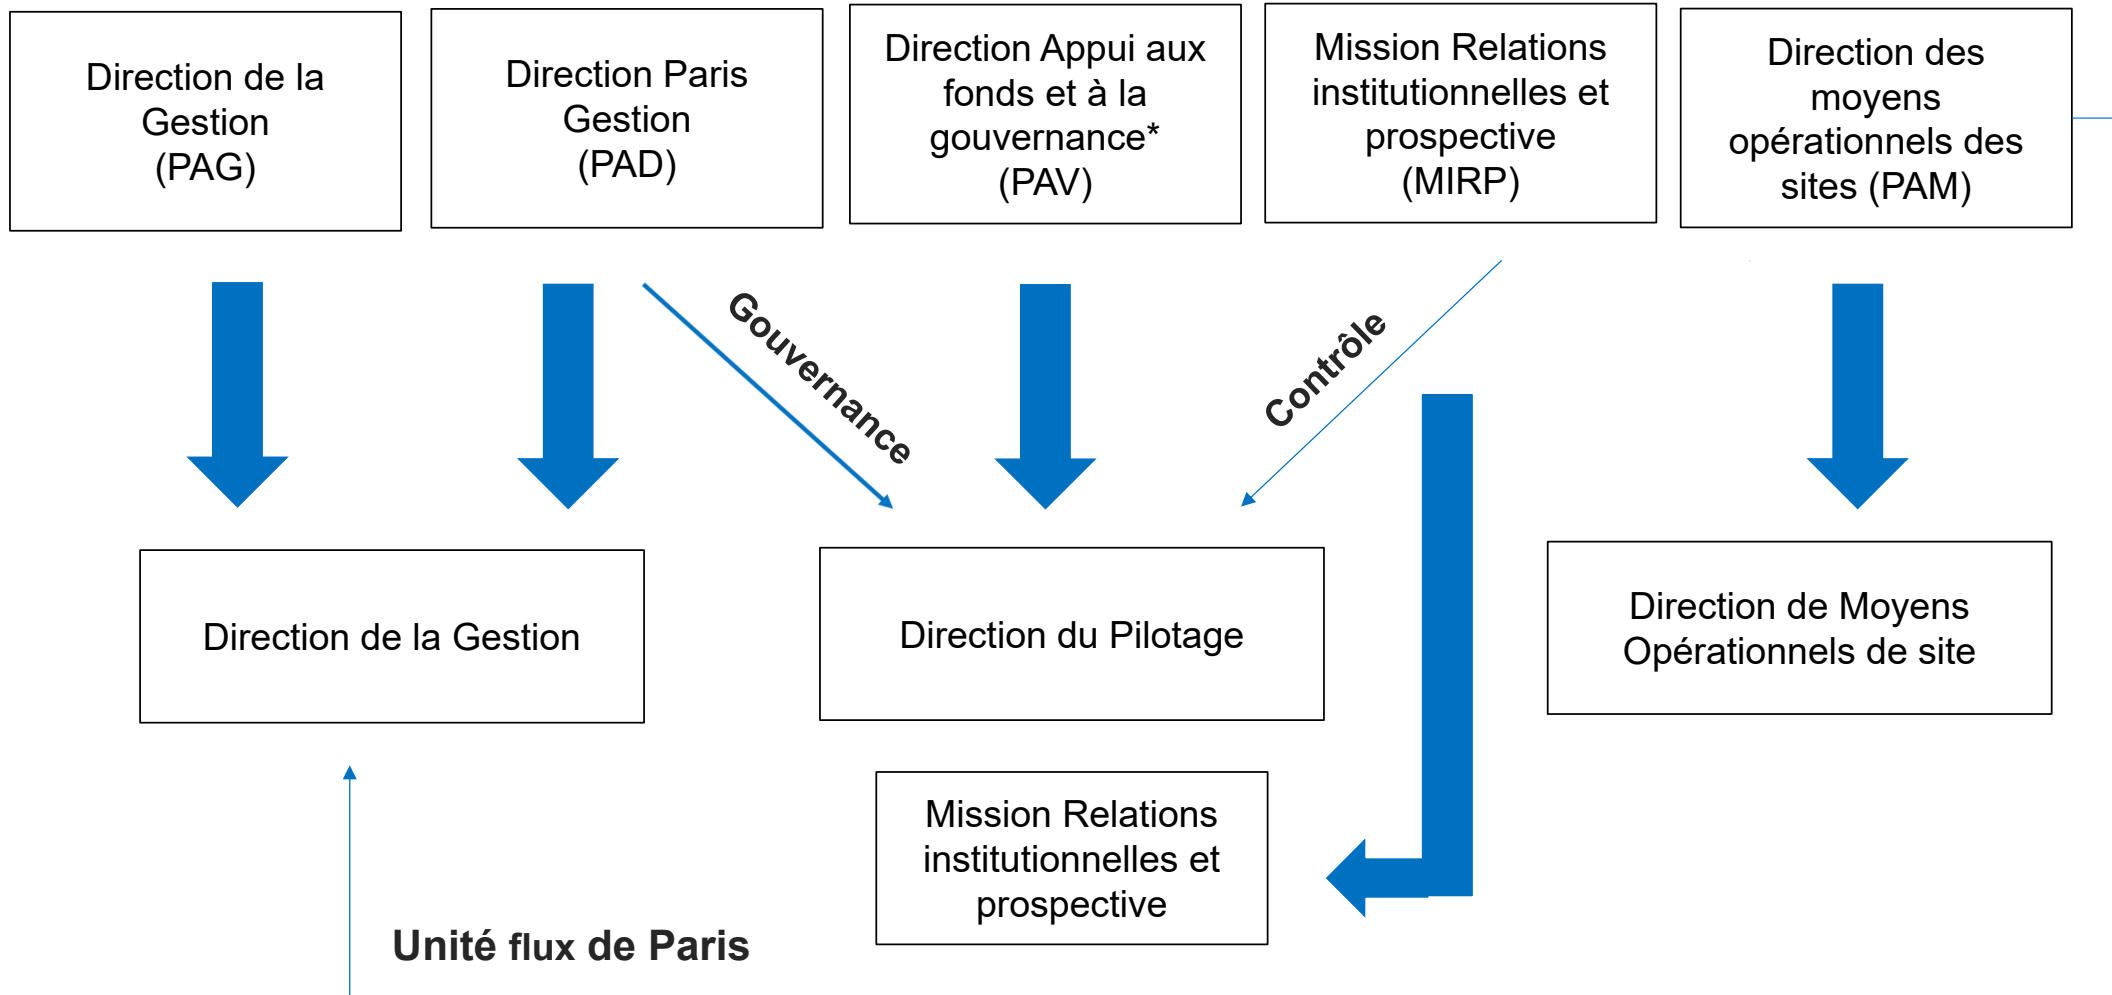 Direction de la
Gestion
(PAG)
Direction Paris
Gestion
(PAD)
Direction Appui aux
fonds et à la
gouvernance*
(PAV)
Mission Relations
institutionnelles et
prospective
(MIRP)
Direction des
moyens
opérationnels des
sites (PAM)
Gouvernance
Contrôle
Direction de la Gestion
Direction du Pilotage
Direction de Moyens
Opérationnels de site
Mission Relations
institutionnelles et
prospective
Unité flux de Paris